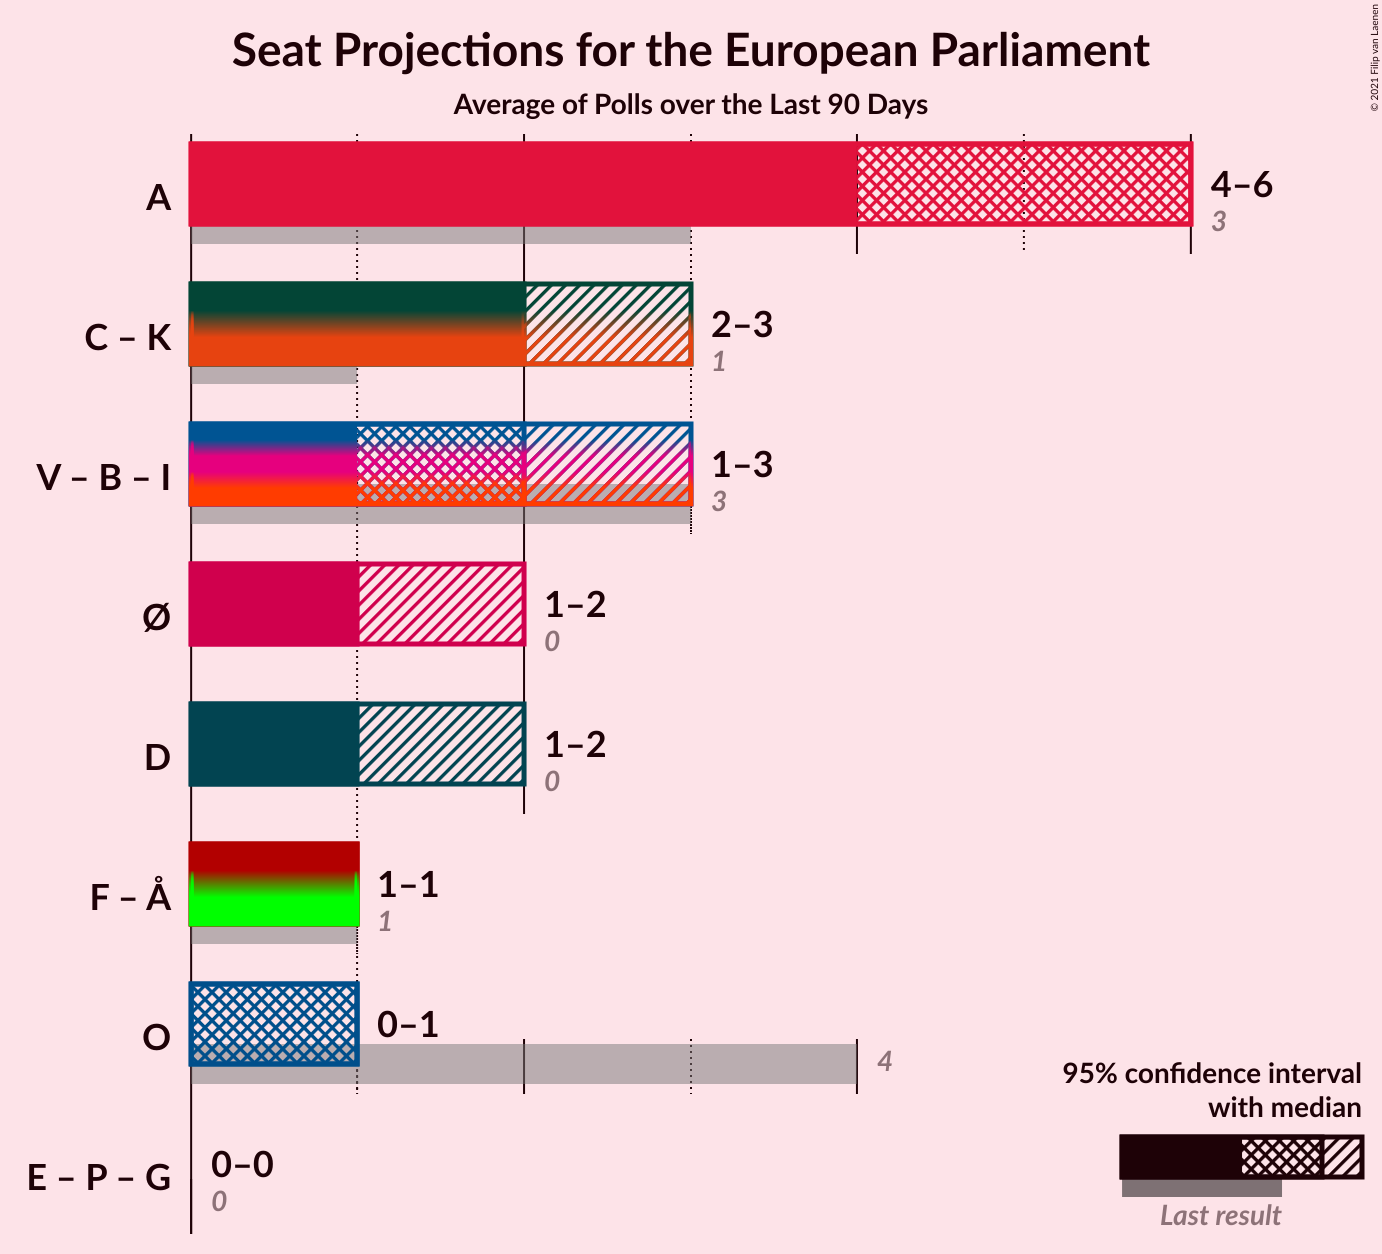 Seat Projections for the European Parliament
Average of Polls over the Last 90 Days
© 2021 Filip van Laenen
A
4–6
3
C – K
2–3
1
V – B – I
1–3
3
Ø
1–2
0
D
1–2
0
F – Å
1–1
1
O
0–1
4
E – P – G
0–0
0
95% confidence interval
with median
Last result